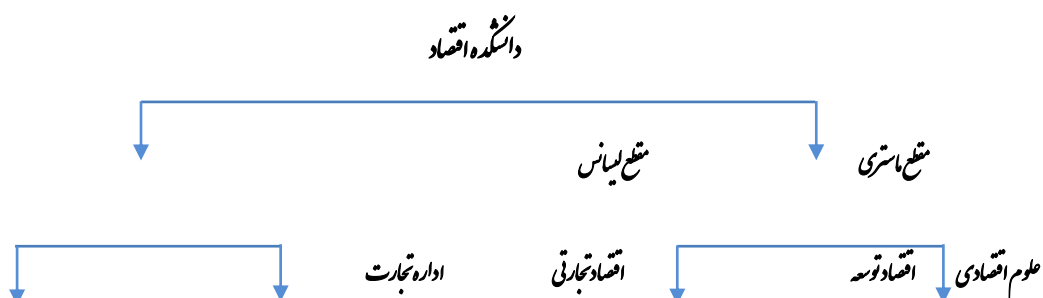 دانشکده اقتصاد
مقطع ماستری مقطع لیسانس
علوم اقتصادی اقتصاد توسعه اقتصاد تجارتی اداره تجارت